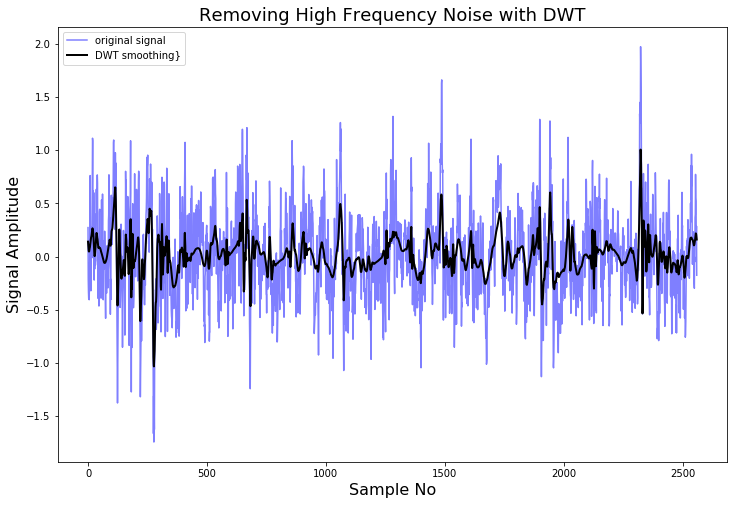 Removing High Frequency Noise with DWT
original signal
DWT smoothing}
2.0
1.5
1.0
0.5
0.0
−0.5
−1.0
−1.5
Signal Amplitude
0 500 1000 1500 2000 2500
Sample No